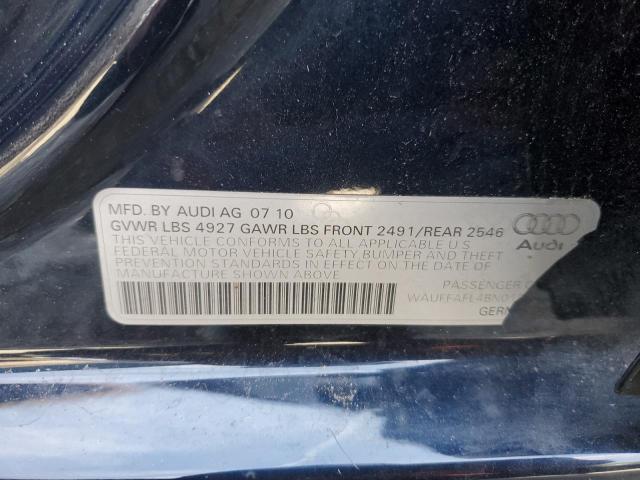 MFD. BY AUDI AG 07 10
GVWR LBS 4927 GAWR LBS FRONT 2491/REAR 2546
THIS VEHICLE CONFORMS TO ALL APPLICABLE U S
FEDERAL MOTOR VEHICLE SAFETY BUMPER AND THEFT
PREVENTION STANDARDS IN EFFECT ON THE DATE OF
MANUFACTURE SHOWN ABOVE
Audi
PASSENGER
WAUFFAFL4BN0
GER